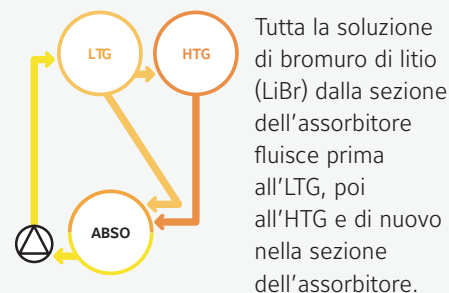 LTG
HTG
ABSO
Tutta la soluzione
di bromuro di litio
(LiBr) dalla sezione
dell'assorbitore
fluisce prima
all'LTG, poi
all'HTG e di nuovo
nella sezione
dell'assorbitore.